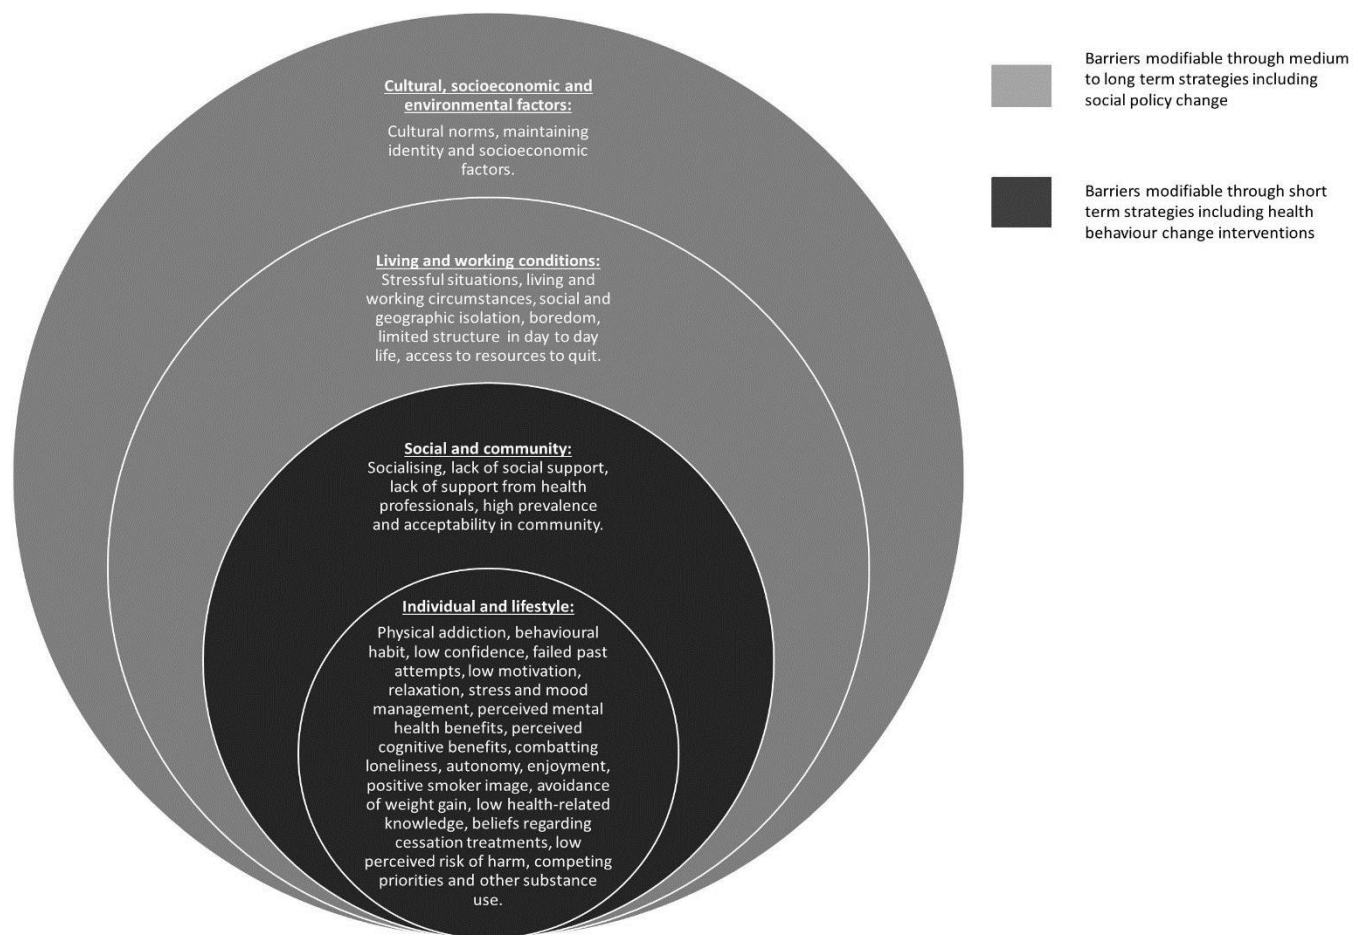 Cultural, socioeconomic and
environmental factors:
Cultural norms, maintaining
identity and socioeconomic
factors.
Living and working conditions:
Stressful situations, living and
working circumstances, social and
geographic isolation, boredom,
limited structure in day to day
life, access to resources to quit.
Social and community:
Socialising, lack of social support,
lack of support from health
professionals, high prevalence
and acceptability in community.
Individual and lifestyle:
Physical addiction, behavioural
habit, low confidence, failed past
attempts, low motivation,
relaxation, stress and mood
management, perceived mental
health benefits, perceived
cognitive benefits, combatting
loneliness, autonomy, enjoyment,
positive smoker image, avoidance
of weight gain, low health-related
knowledge, beliefs regarding
cessation treatments, low
perceived risk of harm, competing
priorities and other substance
use.
Barriers modifiable through medium
to long term strategies including
social policy change
Barriers modifiable through short
term strategies including health
behaviour change interventions